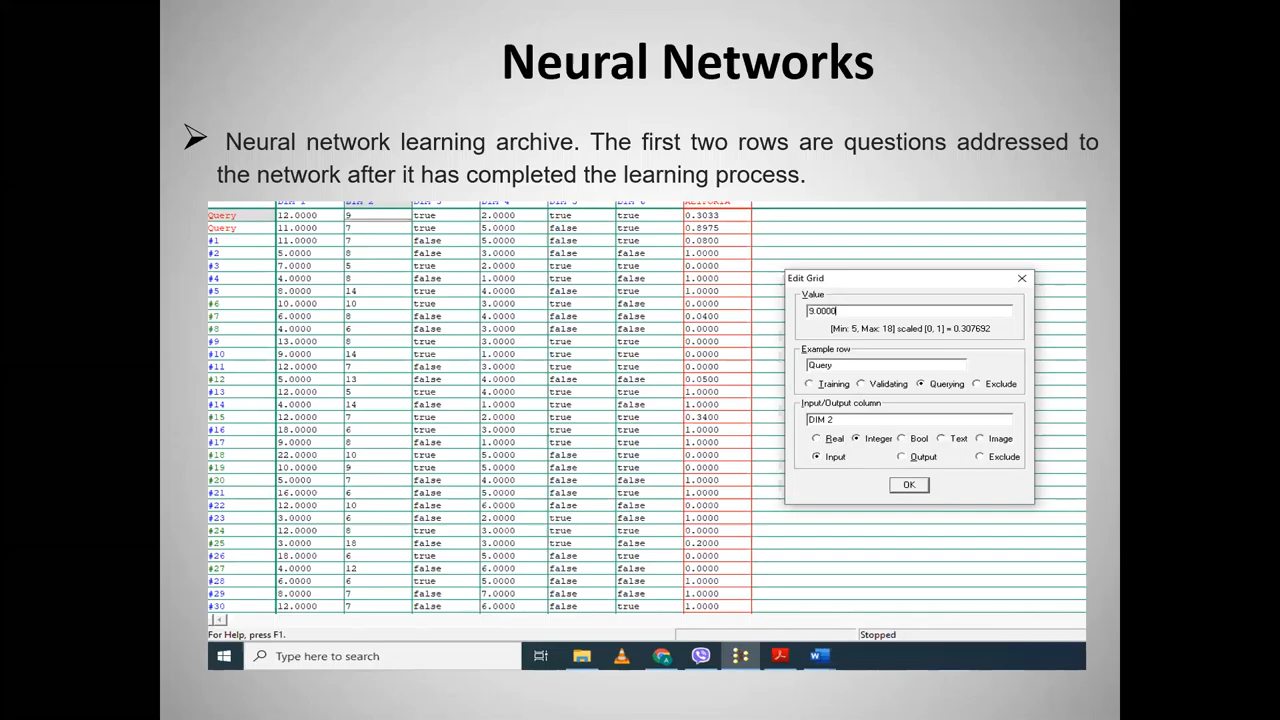 Neural Networks
➢ Neural network learning archive. The first two rows are questions addressed to
the network after it has completed the learning process.
DIM 1 DIM 2 DIM 3 DIM 4 DIM 5 DIM 6
Query 12.0000 9 true 2.0000 true true 0.3033
Query 11.0000 7 true 5.0000 false true 0.8975
#1 11.0000 7 false 5.0000 false true 0.0800
#2 5.0000 8 false 3.0000 false false 1.0000
#3 7.0000 5 true 2.0000 true true 0.0000
#4 4.0000 8 false 1.0000 true false 1.0000
#5 8.0000 14 true 4.0000 false true 1.0000
#6 10.0000 10 true 3.0000 true false 0.0000
#7 6.0000 8 false 4.0000 false false 0.0400
#8 4.0000 6 false 3.0000 true false 0.0000
#9 13.0000 8 true 3.0000 true true 0.0000
#10 9.0000 14 true 1.0000 true true 0.0000
#11 12.0000 7 false 3.0000 true true 0.0000
#12 5.0000 13 false 4.0000 false false 0.0500
#13 12.0000 5 true 4.0000 true true 1.0000
#14 4.0000 14 false 1.0000 true false 1.0000
#15 12.0000 7 true 2.0000 true true 0.3400
#16 18.0000 6 true 3.0000 true true 1.0000
#17 9.0000 8 false 1.0000 true true 1.0000
#18 22.0000 10 true 5.0000 false true 0.0000
#19 10.0000 9 true 5.0000 false true 0.0000
#20 5.0000 7 false 4.0000 false false 1.0000
#21 16.0000 6 true 5.0000 false true 1.0000
#22 12.0000 10 false 6.0000 false false 0.0000
#23 3.0000 6 false 2.0000 true false 1.0000
#24 12.0000 8 true 3.0000 true true 0.0000
#25 3.0000 18 false 3.0000 true false 0.2000
#26 18.0000 6 true 5.0000 false true 0.0000
#27 4.0000 12 false 6.0000 false false 0.0000
#28 6.0000 6 true 5.0000 false false 1.0000
#29 8.0000 7 false 7.0000 false false 1.0000
#30 12.0000 7 false 6.0000 false true 1.0000
Edit Grid
Value
9.0000
[Min: 5, Max: 18] scaled [0, 1] = 0.307692
Example row
Query
Training Validating Querying Exclude
Input/Output column
DIM 2
Real Integer Bool Text Image
Input Output Exclude
OK
For Help, press F1.
Stopped
Type here to search